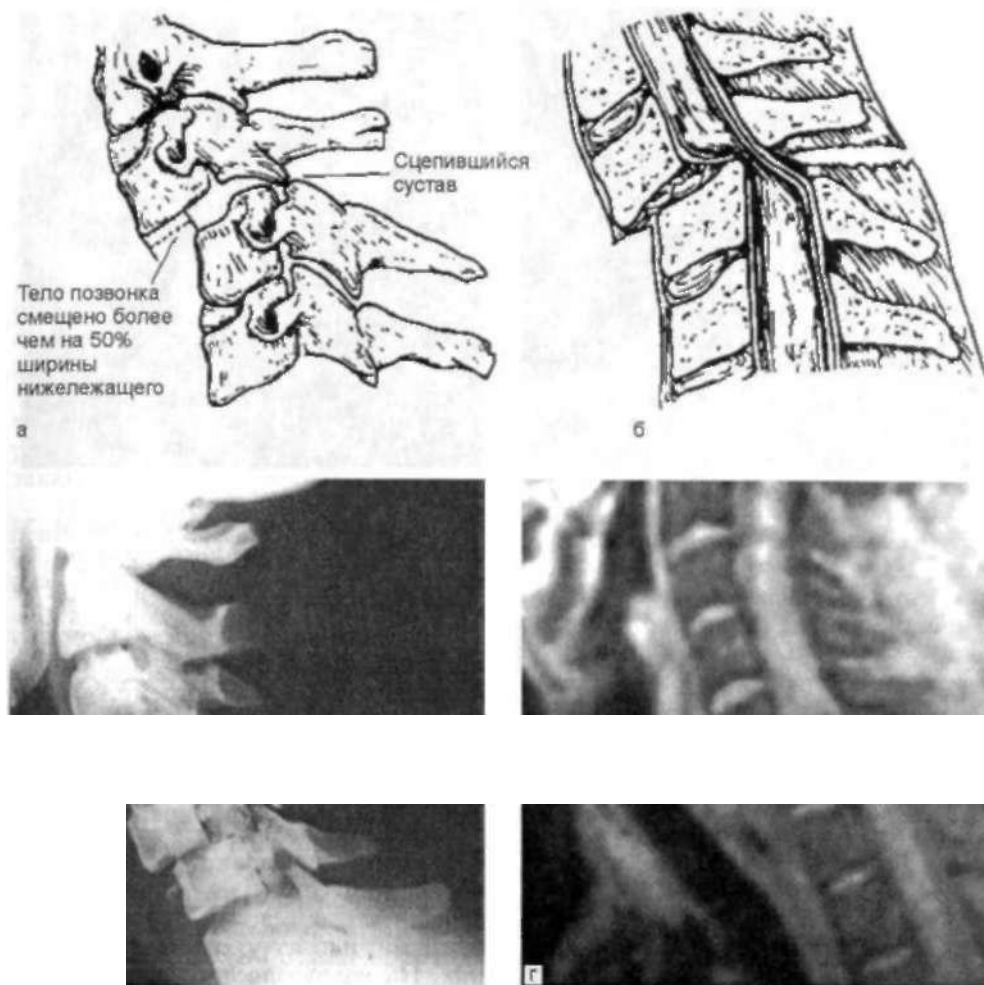 Сцепившийся
сустав
Тело позвонка
смещено более
чем на 50%
ширины
нижележащего
а
б
г